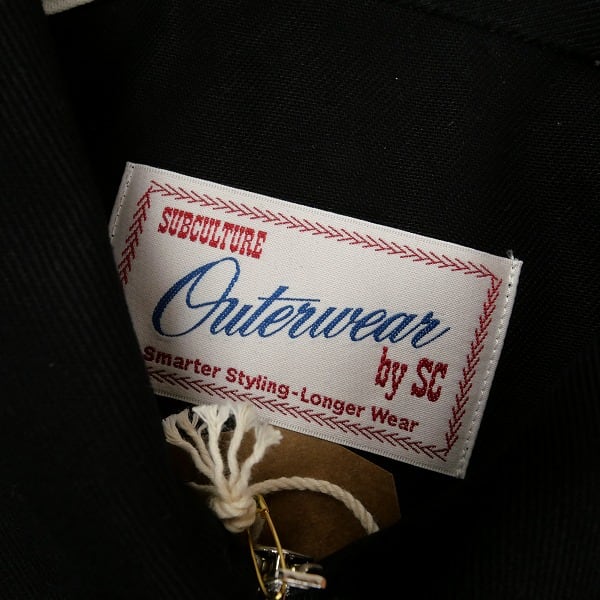 SUBCULTURE
Outerwear
by SC
Smarter Styling-Longer Wear